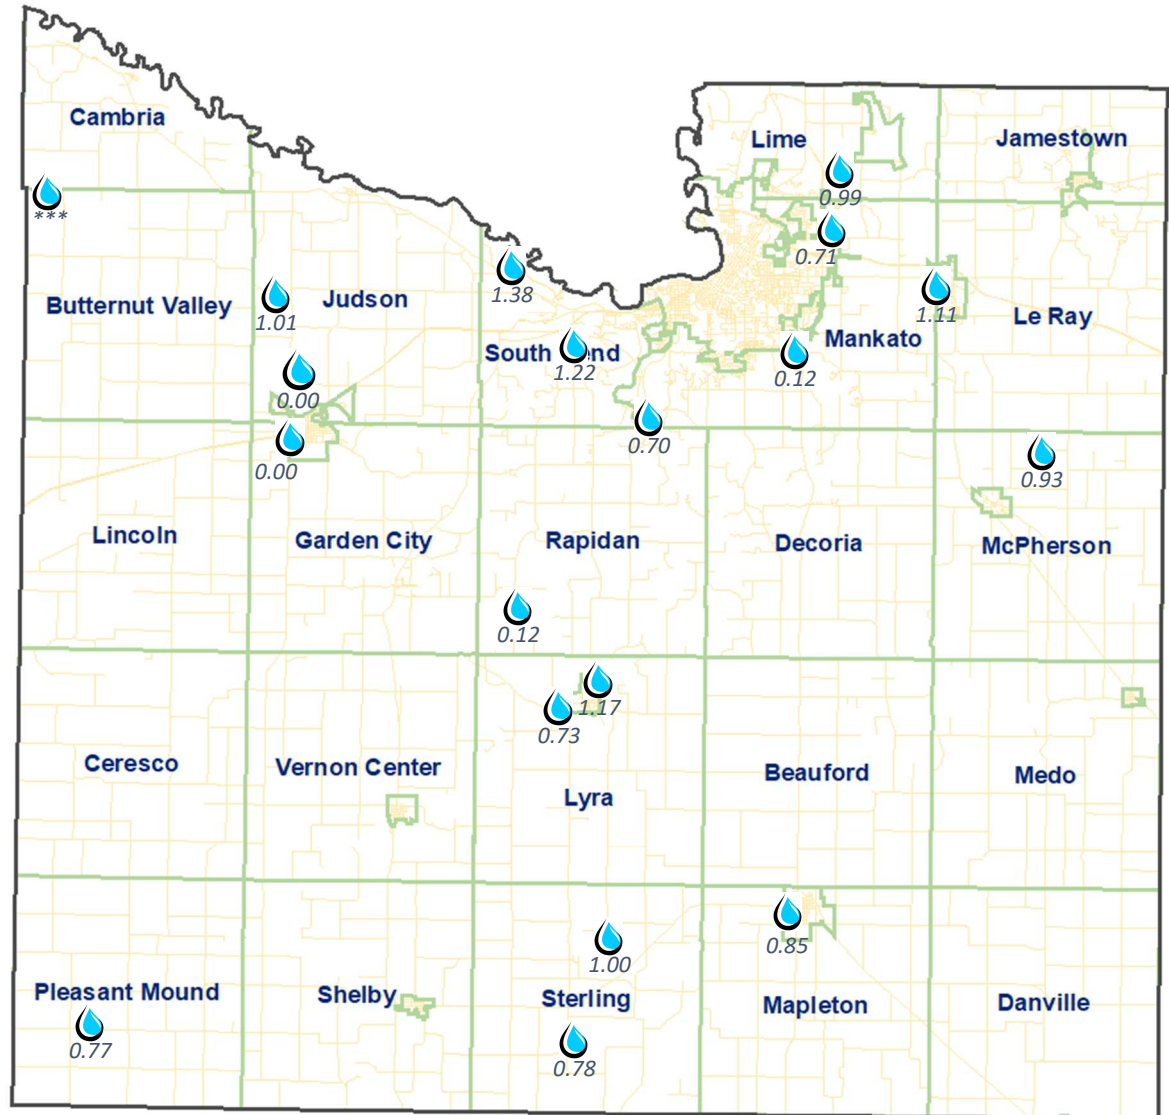 Cambria
Lime
Jamestown
0.99
***
0.71
1.38
Butternut Valley
Judson
1.01
1.11
Le Ray
South end
Mankato
1.22
0.12
0.00
0.70
0.00
0.93
Lincoln
Garden City
Rapidan
Decoria
McPherson
0.12
1.17
0.73
Ceresco
Vernon Center
Beauford
Medo
Lyra
0.85
1.00
Pleasant Mound
Shelby
Sterling
Mapleton
Danville
0.77
0.78